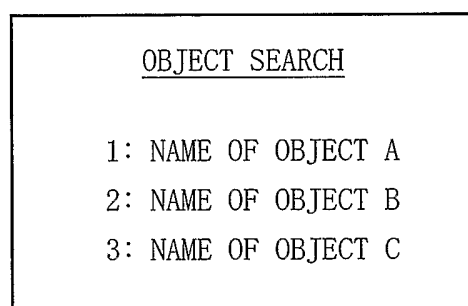 OBJECT SEARCH
1: NAME OF OBJECT A
2: NAME OF OBJECT B
3: NAME OF OBJECT C